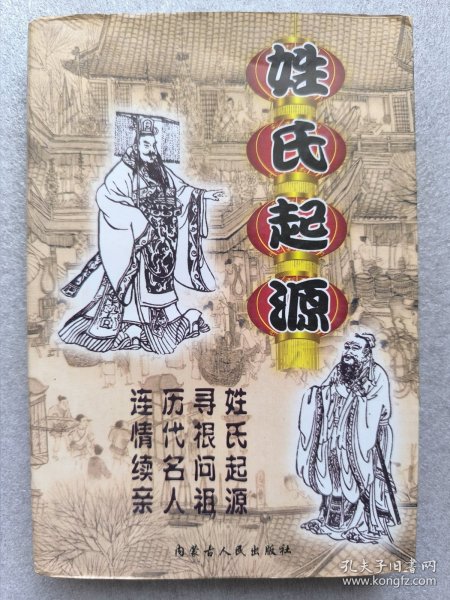 姓氏起源
姓氏起源
寻根问祖
历代名人
连情续亲
内蒙古人民出版社
孔夫子旧书网
www.kongfz.com